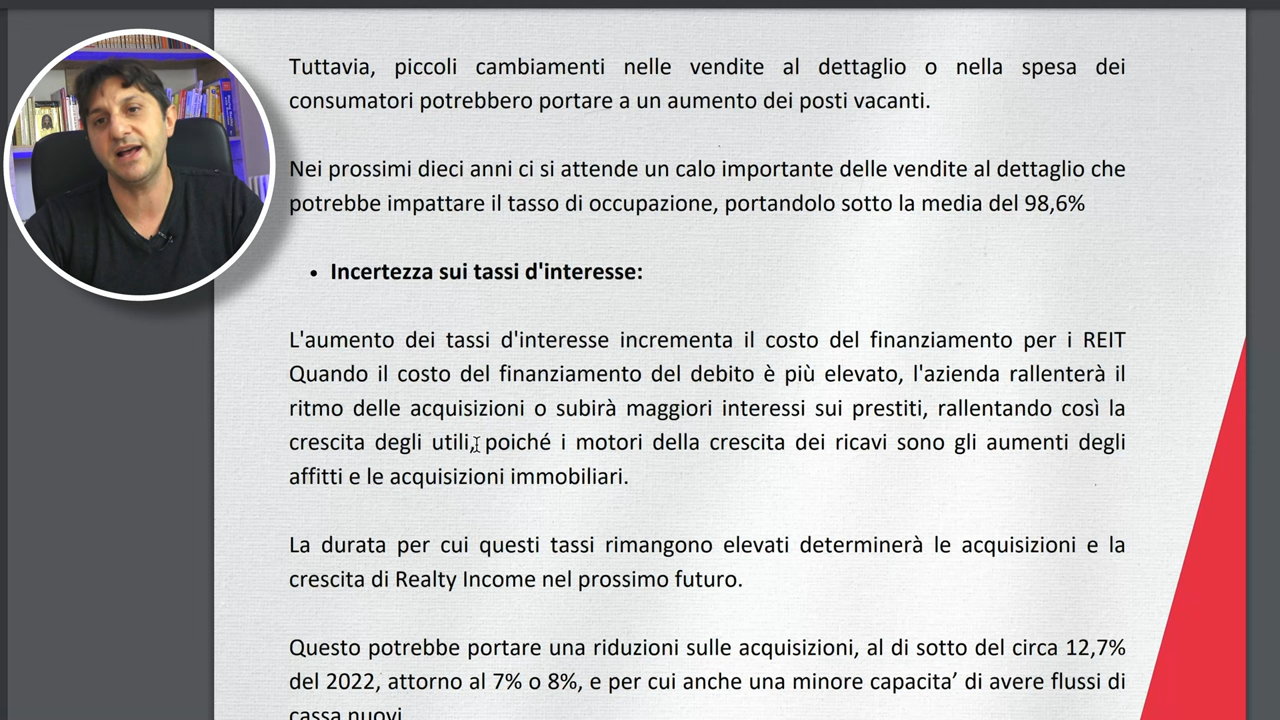 Tuttavia, piccoli cambiamenti nelle vendite al dettaglio o nella spesa dei
consumatori potrebbero portare a un aumento dei posti vacanti.
Nei prossimi dieci anni ci si attende un calo importante delle vendite al dettaglio che
potrebbe impattare il tasso di occupazione, portandolo sotto la media del 98,6%
• Incertezza sui tassi d'interesse:
L'aumento dei tassi d'interesse incrementa il costo del finanziamento per i REIT
Quando il costo del finanziamento del debito è più elevato, l'azienda rallenterà il
ritmo delle acquisizioni o subirà maggiori interessi sui prestiti, rallentando così la
crescita degli utili, poiché i motori della crescita dei ricavi sono gli aumenti degli
affitti e le acquisizioni immobiliari.
La durata per cui questi tassi rimangono elevati determinerà le acquisizioni e la
crescita di Realty Income nel prossimo futuro.
Questo potrebbe portare una riduzioni sulle acquisizioni, al di sotto del circa 12,7%
del 2022, attorno al 7% o 8%, e per cui anche una minore capacita’ di avere flussi di
cassa nuovi